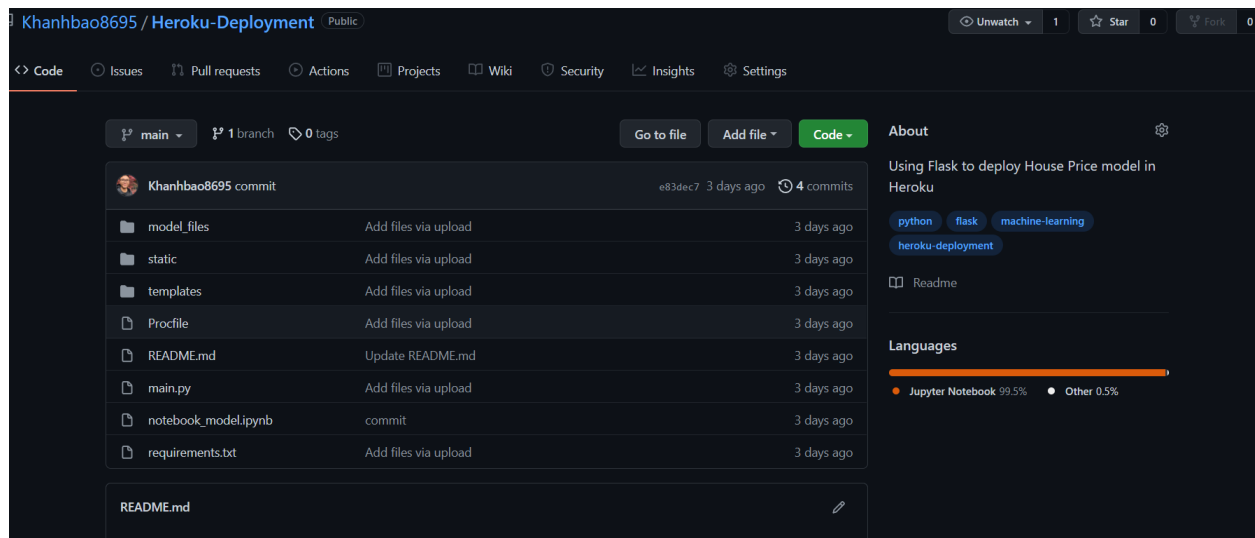 Khanhbao8695 / Heroku-Deployment Public
Unwatch 1 Star 0 Fork 0
<> Code Issues Pull requests Actions Projects Wiki Security Insights Settings
main 1 branch 0 tags Go to file Add file Code
Khanhbao8695 commit e83dec7 3 days ago 4 commits
model_files Add files via upload 3 days ago
static Add files via upload 3 days ago
templates Add files via upload 3 days ago
Procfile Add files via upload 3 days ago
README.md Update README.md 3 days ago
main.py Add files via upload 3 days ago
notebook_model.ipynb commit 3 days ago
requirements.txt Add files via upload 3 days ago
README.md
About
Using Flask to deploy House Price model in
Heroku
python flask machine-learning
heroku-deployment
Readme
Languages
Jupyter Notebook 99.5% Other 0.5%